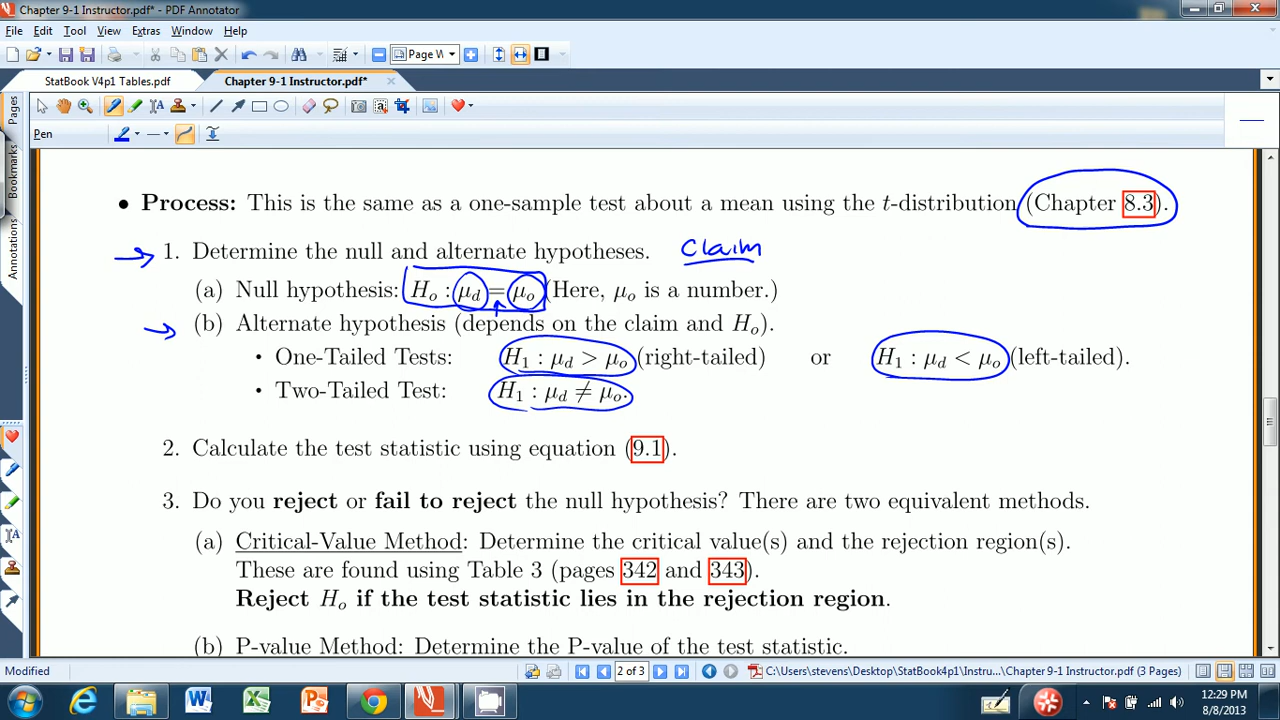 Chapter 9-1 Instructor.pdf* - PDF Annotator
File Edit Tool View Extras Window Help
Page W
StatBook V4p1 Tables.pdf Chapter 9-1 Instructor.pdf*
Pen
Pages
Bookmarks
Annotations
• Process: This is the same as a one-sample test about a mean using the t-distribution (Chapter 8.3).
1. Determine the null and alternate hypotheses. Claim
(a) Null hypothesis: Hₒ : μ_d = μₒ (Here, μₒ is a number.)
(b) Alternate hypothesis (depends on the claim and Hₒ).
• One-Tailed Tests: H₁ : μ_d > μₒ (right-tailed) or H₁ : μ_d < μₒ (left-tailed).
• Two-Tailed Test: H₁ : μ_d ≠ μₒ.
2. Calculate the test statistic using equation (9.1).
3. Do you reject or fail to reject the null hypothesis? There are two equivalent methods.
(a) Critical-Value Method: Determine the critical value(s) and the rejection region(s).
These are found using Table 3 (pages 342 and 343).
Reject Hₒ if the test statistic lies in the rejection region.
(b) P-value Method: Determine the P-value of the test statistic.
Modified 2 of 3 C:\Users\stevens\Desktop\StatBook4p1\Instru...\Chapter 9-1 Instructor.pdf (3 Pages)
12:29 PM
8/8/2013